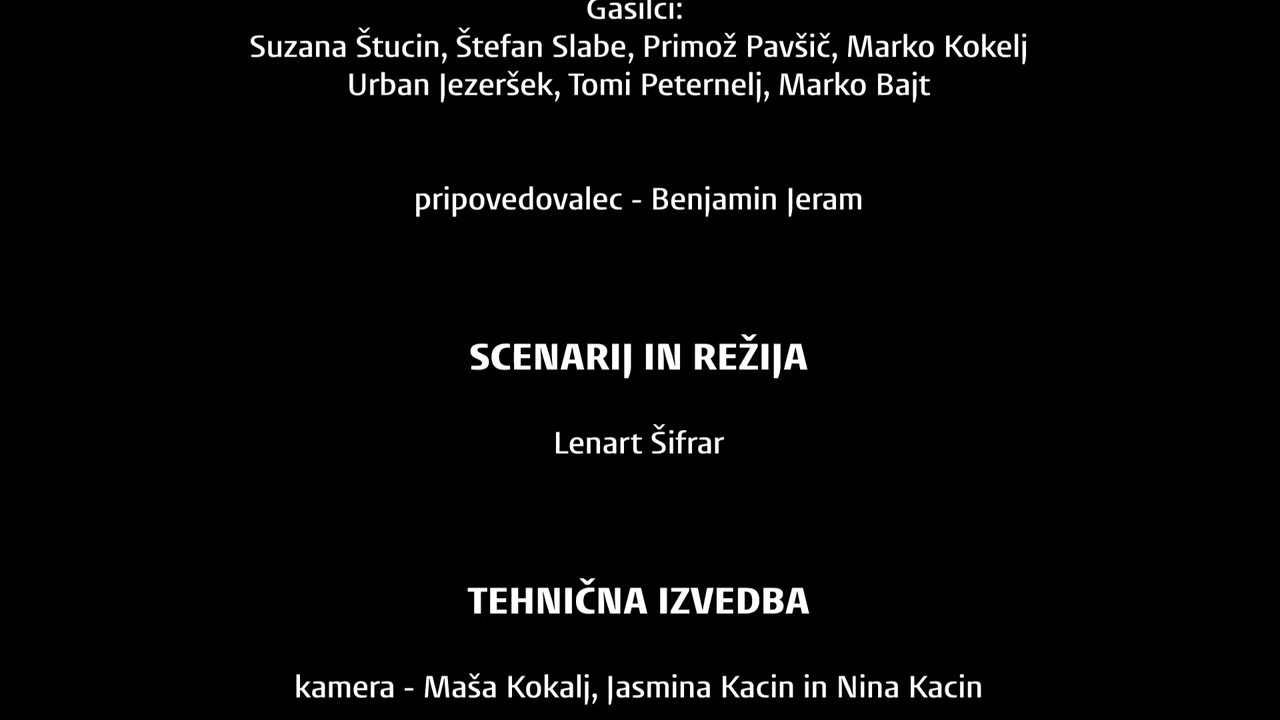 Gasilci:
Suzana Štucin, Štefan Slabe, Primož Pavšič, Marko Kokelj
Urban Jezeršek, Tomi Peternelj, Marko Bajt
pripovedovalec - Benjamin Jeram
SCENARIJ IN REŽIJA
Lenart Šifrar
TEHNIČNA IZVEDBA
kamera - Maša Kokalj, Jasmina Kacin in Nina Kacin